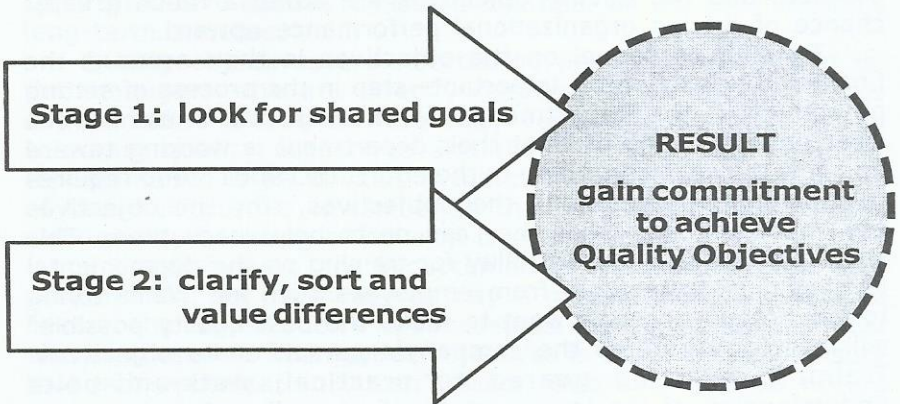 Stage 1: look for shared goals
Stage 2: clarify, sort and
value differences
RESULT
gain commitment
to achieve
Quality Objectives